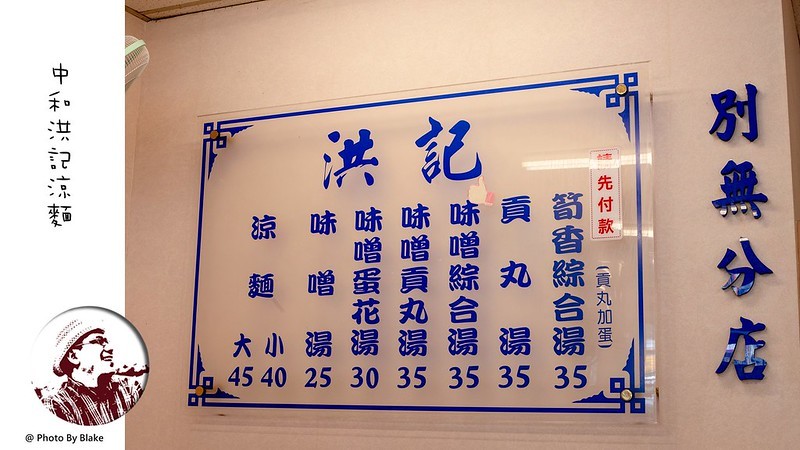 中和洪記涼麵
@ Photo By Blake
洪記
請先付款
涼麵 大45 小40
味噌湯 25
味噌蛋花湯 30
味噌貢丸湯 35
味噌綜合湯 35
貢丸湯 35
筍香綜合湯 35
(貢丸加蛋)
別無分店